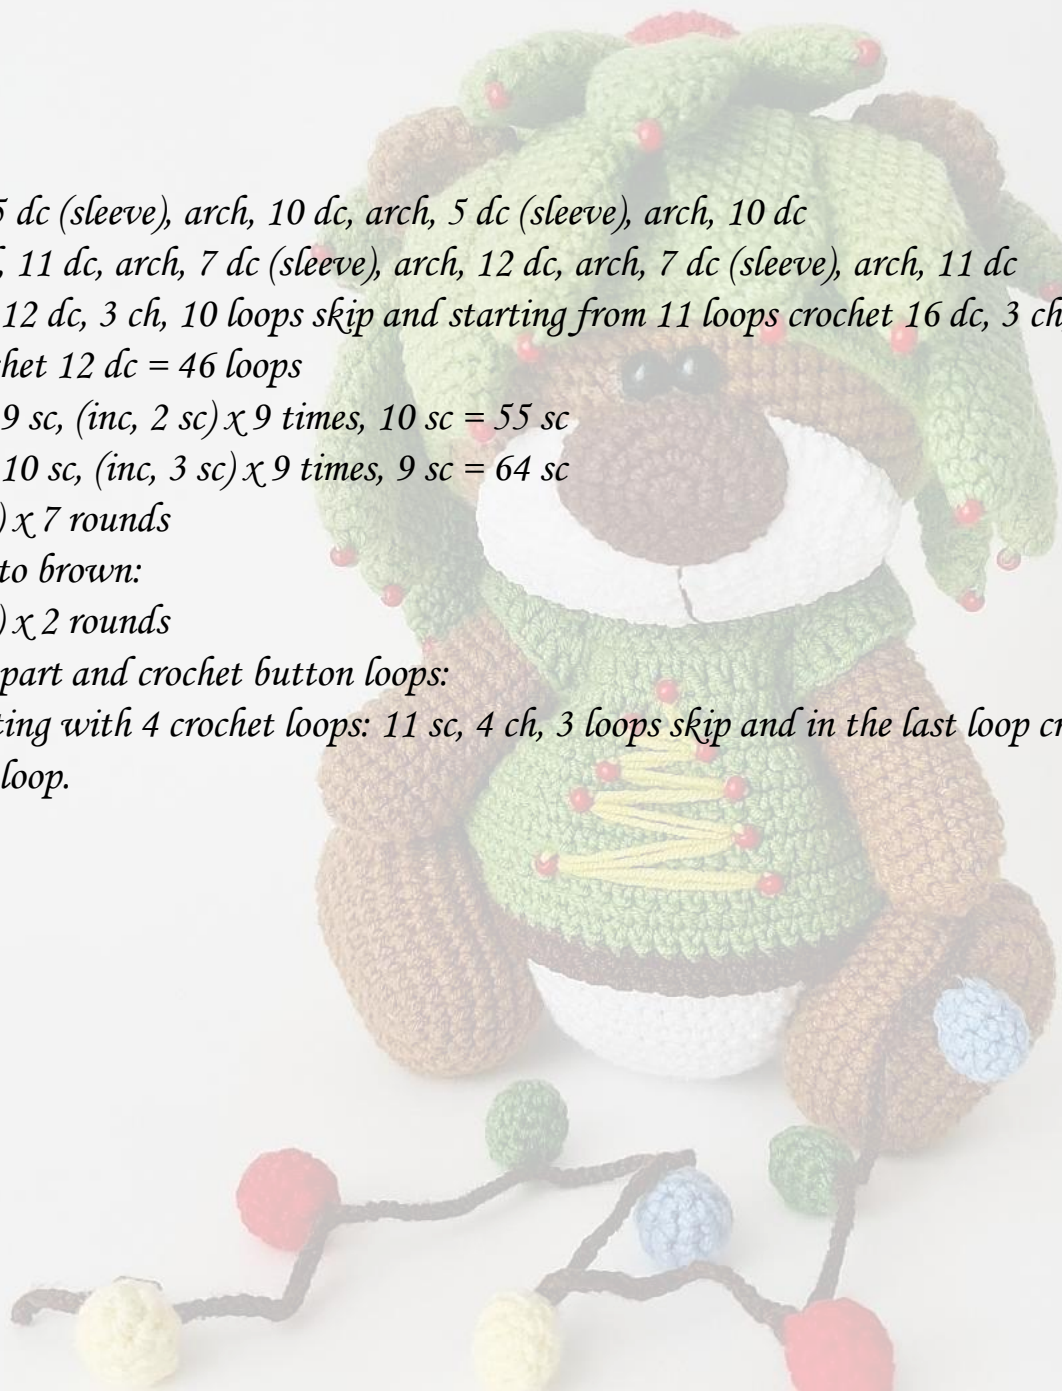 5 dc (sleeve), arch, 10 dc, arch, 5 dc (sleeve), arch, 10 dc
, 11 dc, arch, 7 dc (sleeve), arch, 12 dc, arch, 7 dc (sleeve), arch, 11 dc
12 dc, 3 ch, 10 loops skip and starting from 11 loops crochet 16 dc, 3 ch
chet 12 dc = 46 loops
9 sc, (inc, 2 sc) x 9 times, 10 sc = 55 sc
10 sc, (inc, 3 sc) x 9 times, 9 sc = 64 sc
) x 7 rounds
to brown:
) x 2 rounds
part and crochet button loops:
ting with 4 crochet loops: 11 sc, 4 ch, 3 loops skip and in the last loop cr
loop.